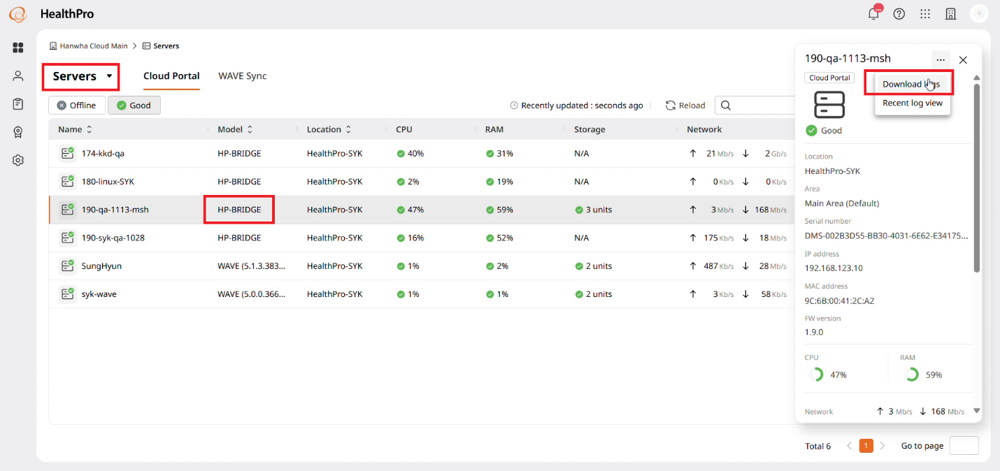 HealthPro
...
Hanwha Cloud Main > Servers
Servers
Cloud Portal
WAVE Sync
Offline
Good
Recently updated : seconds ago
Reload
Name
Model
Location
CPU
RAM
Storage
Network
174-kkd-qa HP-BRIDGE HealthPro-SYK 40% 31% N/A ↑ 21 Mb/s ↓ 2 Gb/s
180-linux-SYK HP-BRIDGE HealthPro-SYK 2% 19% N/A ↑ 0 Kb/s ↓ 0 Kb/s
190-qa-1113-msh HP-BRIDGE HealthPro-SYK 47% 59% 3 units ↑ 3 Mb/s ↓ 168 Mb/s
190-syk-qa-1028 HP-BRIDGE HealthPro-SYK 16% 52% N/A ↑ 175 Kb/s ↓ 18 Mb/s
SungHyun WAVE (5.1.3.383... HealthPro-SYK 1% 2% 2 units ↑ 487 Kb/s ↓ 28 Mb/s
syk-wave WAVE (5.0.0.366... HealthPro-SYK 1% 1% 2 units ↑ 3 Kb/s ↓ 58 Kb/s
190-qa-1113-msh
...
Cloud Portal
Download
Recent log view
Good
Location
HealthPro-SYK
Area
Main Area (Default)
Serial number
DMS-002B3D55-BB30-4031-6E62-E34175...
IP address
192.168.123.10
MAC address
9C:6B:00:41:2C:A2
FW version
1.9.0
CPU
47%
RAM
59%
Network ↑ 3 Mb/s ↓ 168 Mb/s
Total 6 < 1 > Go to page